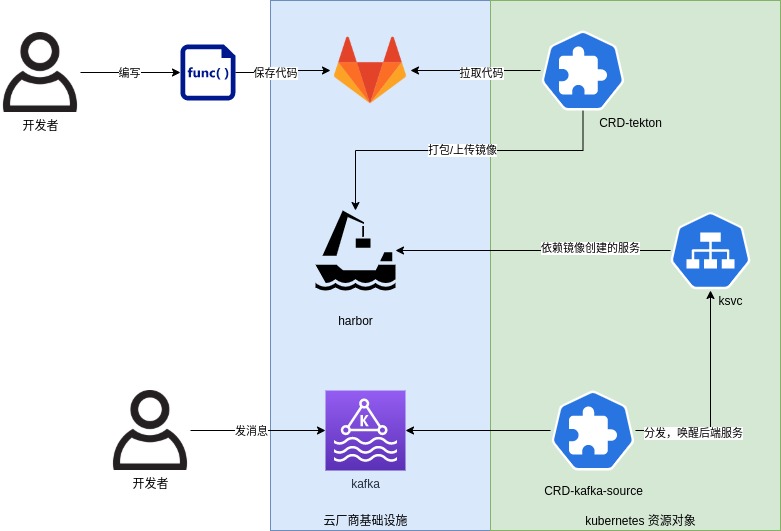 编写
func()
保存代码
拉取代码
开发者
CRD-tekton
打包/上传镜像
依赖镜像创建的服务
ksvc
harbor
发消息
K
分发，唤醒后端服务
开发者
kafka
CRD-kafka-source
云厂商基础设施
kubernetes 资源对象